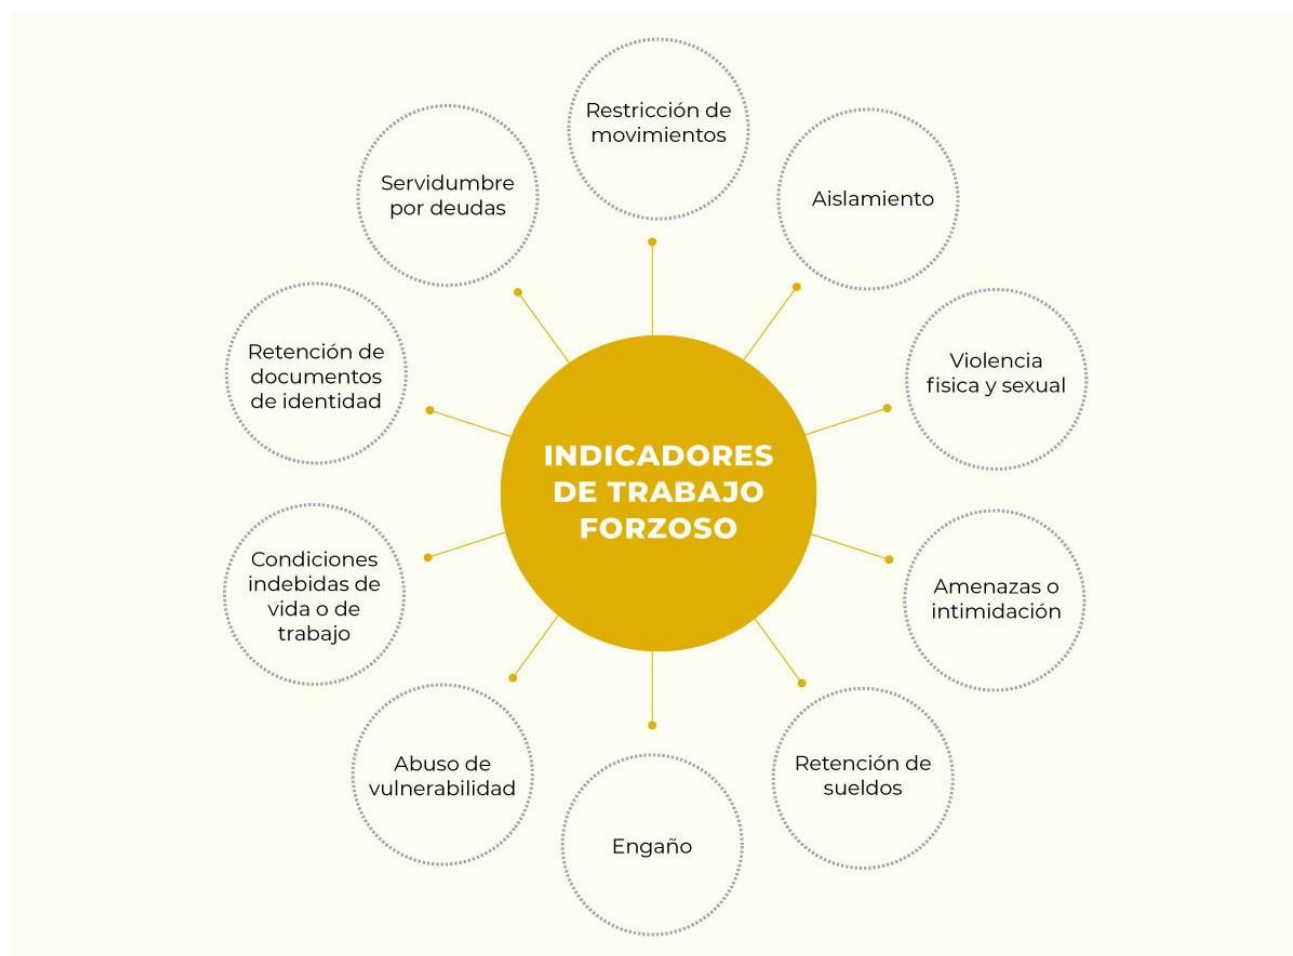 Restricción de
movimientos
Servidumbre
por deudas
Aislamiento
Retención de
documentos
de identidad
Violencia
fisica y sexual
INDICADORES
DE TRABAJO
FORZOSO
Condiciones
indebidas de
vida o de
trabajo
Amenazas o
intimidación
Abuso de
vulnerabilidad
Retención de
sueldos
Engaño